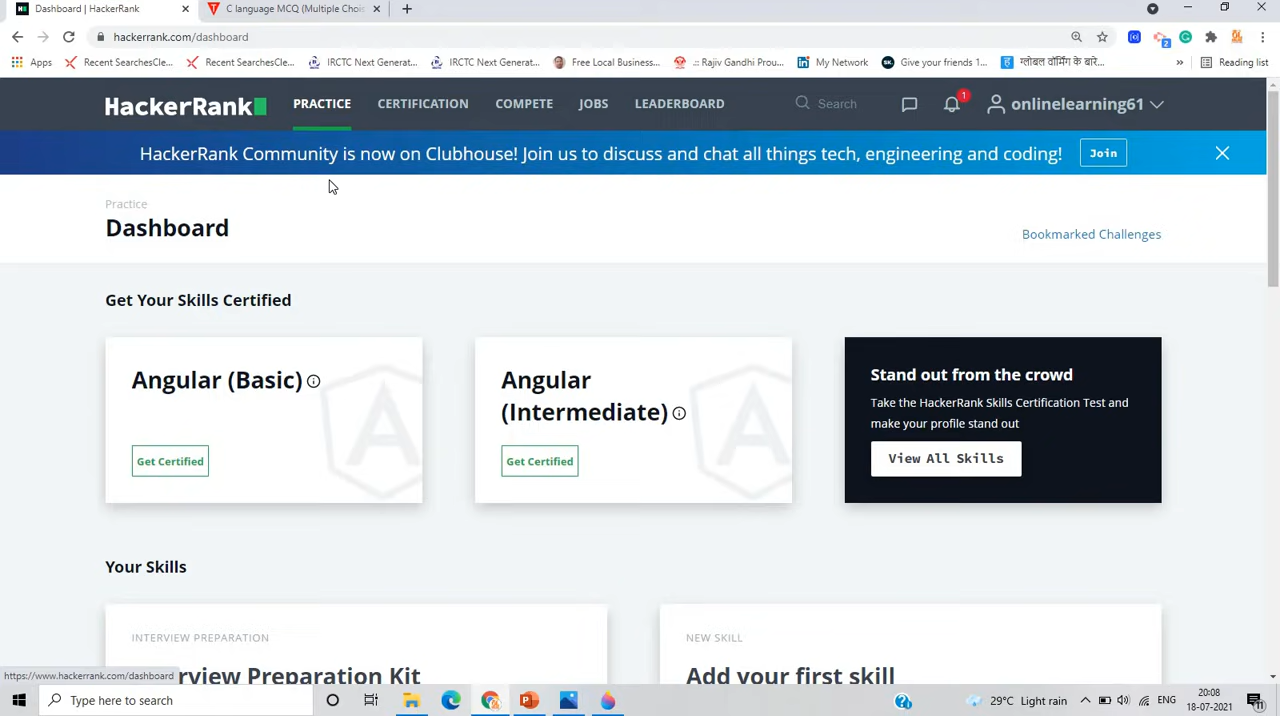 Dashboard | HackerRank
C language MCQ (Multiple Choic
hackerrank.com/dashboard
Apps
Recent SearchesCle...
Recent SearchesCle...
IRCTC Next Generat...
IRCTC Next Generat...
Free Local Business...
.:: Rajiv Gandhi Prou...
My Network
Give your friends 1...
ग्लोबल वॉर्मिंग के बारे...
»
Reading list
HackerRank
PRACTICE
CERTIFICATION
COMPETE
JOBS
LEADERBOARD
Search
1
onlinelearning61
HackerRank Community is now on Clubhouse! Join us to discuss and chat all things tech, engineering and coding!
Join
Practice
Dashboard
Bookmarked Challenges
Get Your Skills Certified
Angular (Basic)
Get Certified
Angular
(Intermediate)
Get Certified
Stand out from the crowd
Take the HackerRank Skills Certification Test and
make your profile stand out
View All Skills
Your Skills
INTERVIEW PREPARATION
rview Preparation Kit
NEW SKILL
Add your first skill
https://www.hackerrank.com/dashboard
Type here to search
29°C Light rain
ENG
20:08
18-07-2021